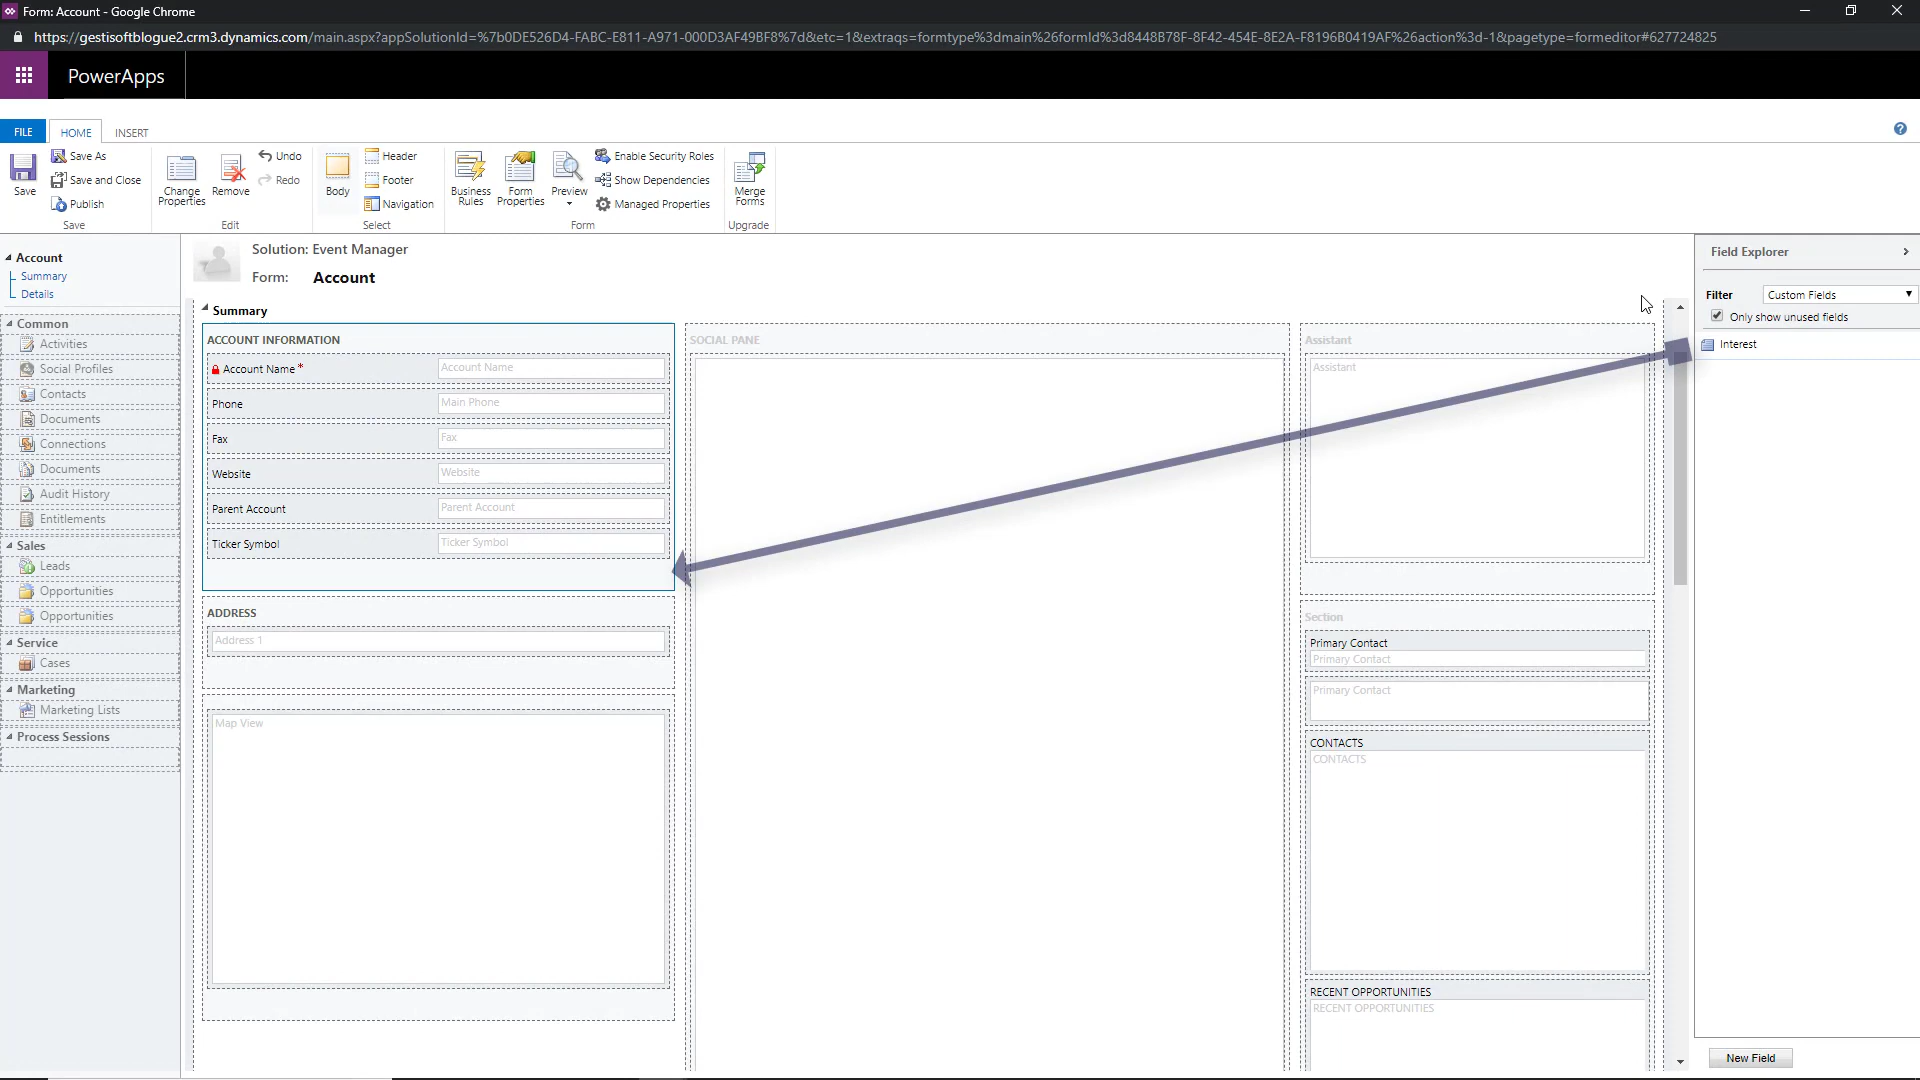 Form: Account - Google Chrome
https://gestisoftblogue2.crm3.dynamics.com/main.aspx?appSolutionId=%7b0DE526D4-FABC-E811-A971-000D3AF49BF8%7d&etc=1&extraqs=formtype%3dmain%26formId%3d8448B78F-8F42-454E-8E2A-F8196B0419AF%26action%3d-1&pagetype=formeditor#627724825
PowerApps
FILE HOME INSERT
Save
Save As
Save and Close
Publish
Save
Change Properties
Remove
Undo
Redo
Edit
Body
Header
Footer
Navigation
Select
Business Rules
Form Properties
Preview
Enable Security Roles
Show Dependencies
Managed Properties
Form
Merge Forms
Upgrade
Account
Summary
Details
Common
Activities
Social Profiles
Contacts
Documents
Connections
Documents
Audit History
Entitlements
Sales
Leads
Opportunities
Opportunities
Service
Cases
Marketing
Marketing Lists
Process Sessions
Solution: Event Manager
Form: Account
Summary
ACCOUNT INFORMATION
Account Name * Account Name
Phone Main Phone
Fax Fax
Website Website
Parent Account Parent Account
Ticker Symbol Ticker Symbol
ADDRESS
Address 1
Map View
SOCIAL PANE
Assistant
Assistant
Section
Primary Contact
Primary Contact
Primary Contact
CONTACTS
CONTACTS
RECENT OPPORTUNITIES
RECENT OPPORTUNITIES
Field Explorer
Filter Custom Fields
Only show unused fields
Interest
New Field